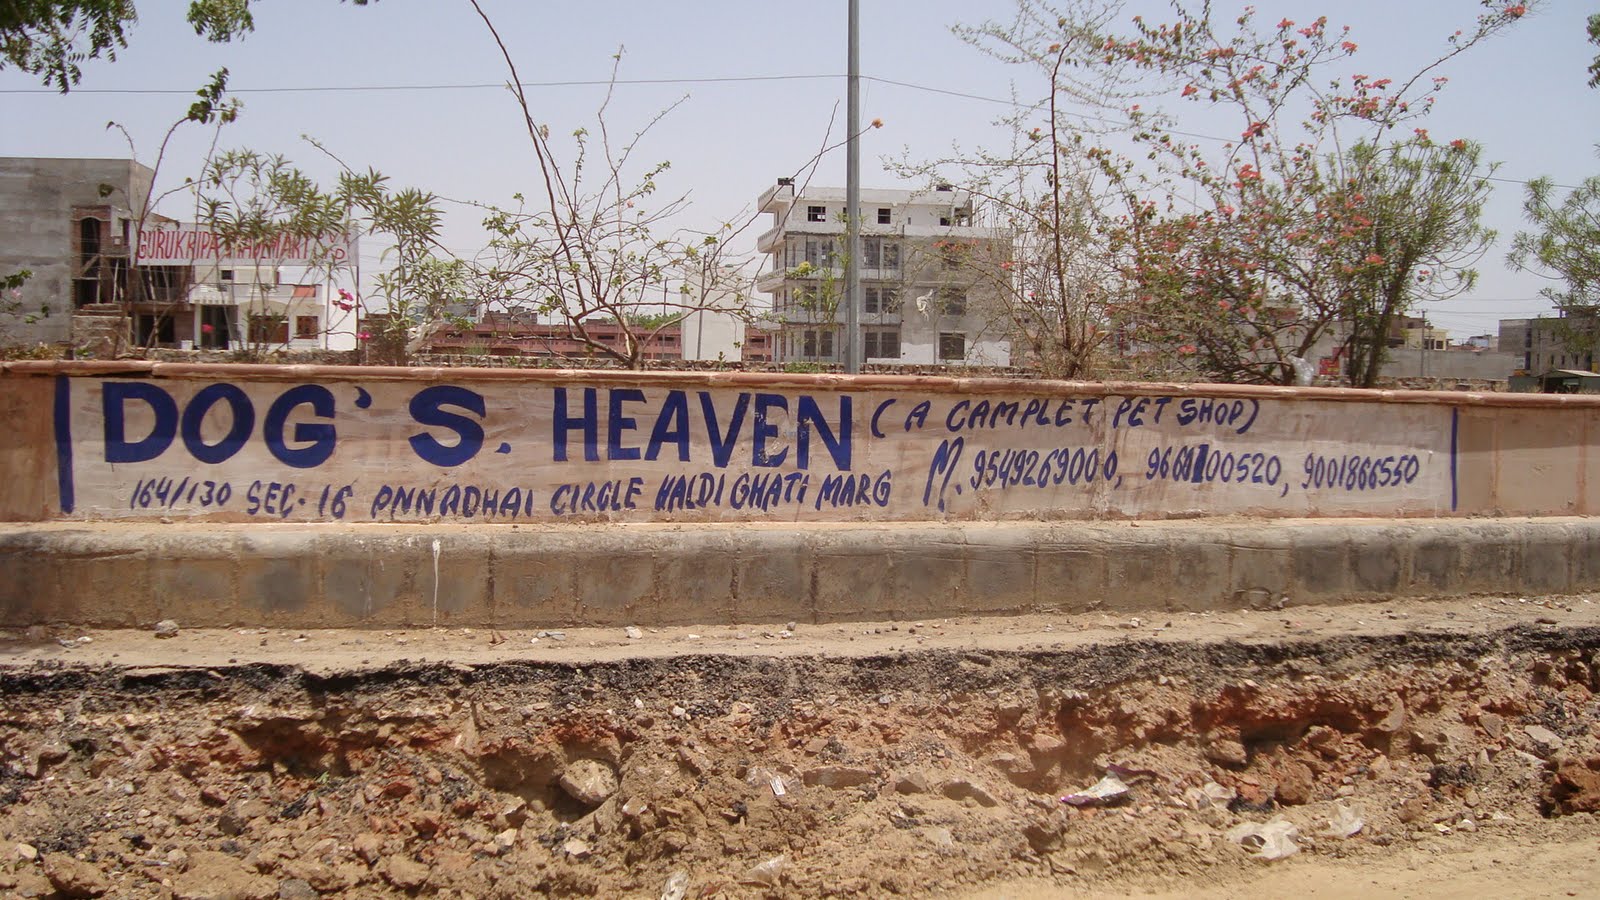 GURUKRIPA
DOG'S. HEAVEN (A CAMPLET PET SHOP)
164/130 SEC. 16 PNNADHAI CIRCLE HALDI GHATI MARG M. 9549269000, 9001866550